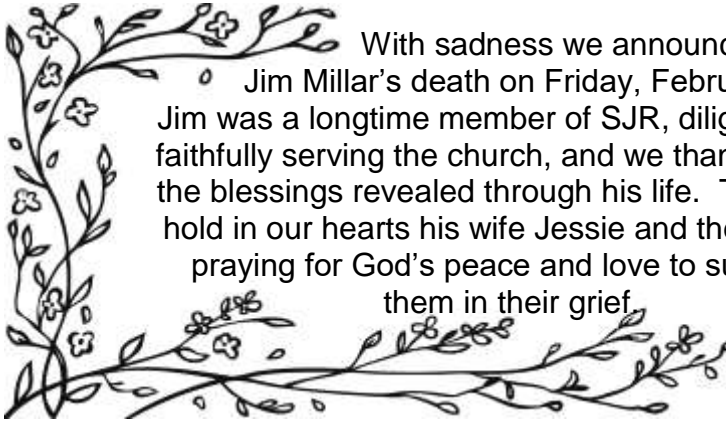 With sadness we announc
Jim Millar’s death on Friday, Febru
Jim was a longtime member of SJR, dilig
faithfully serving the church, and we than
the blessings revealed through his life. T
hold in our hearts his wife Jessie and the
praying for God’s peace and love to su
them in their grief.